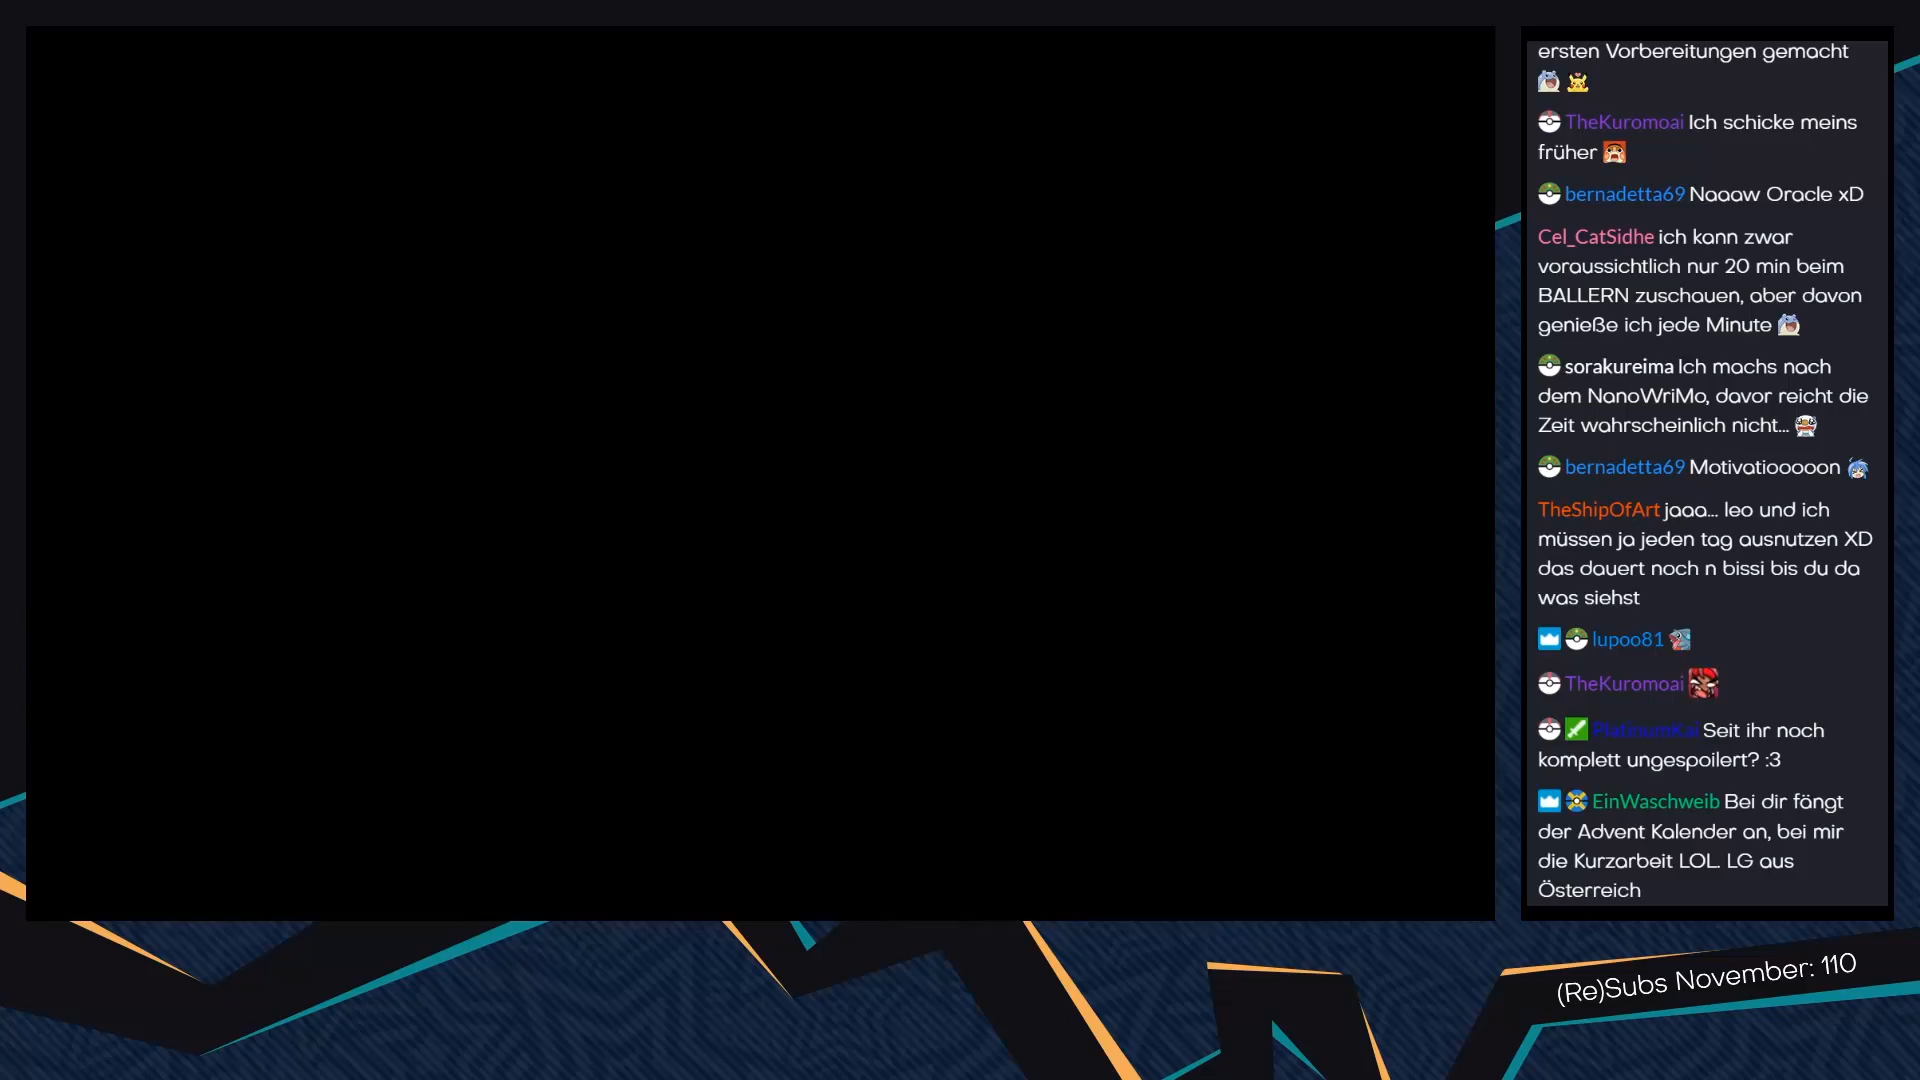 ersten Vorbereitungen gemacht
TheKuromoai Ich schicke meins
früher
bernadetta69 Naaaw Oracle xD
Cel_CatSidhe ich kann zwar
voraussichtlich nur 20 min beim
BALLERN zuschauen, aber davon
genieße ich jede Minute
sorakureima Ich machs nach
dem NanoWriMo, davor reicht die
Zeit wahrscheinlich nicht...
bernadetta69 Motivatiooooon
TheShipOfArt jaaa... leo und ich
müssen ja jeden tag ausnutzen XD
das dauert noch n bissi bis du da
was siehst
lupoo81
TheKuromoai
PlatinumKai Seit ihr noch
komplett ungespoilert? :3
EinWaschweib Bei dir fängt
der Advent Kalender an, bei mir
die Kurzarbeit LOL. LG aus
Österreich
(Re)Subs November: 110